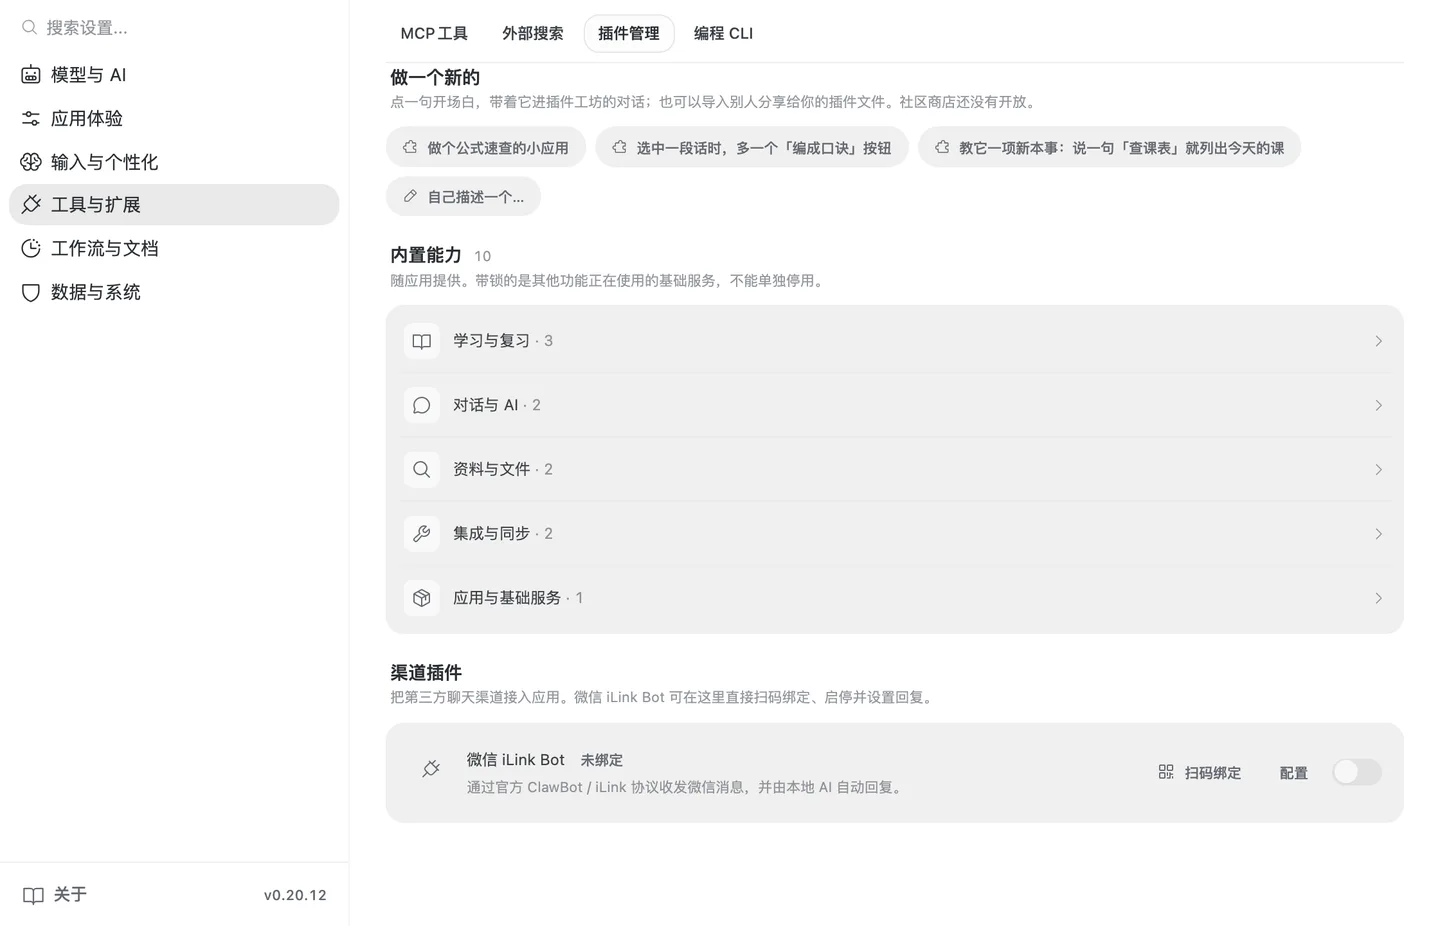 搜索设置...
模型与 AI
应用体验
输入与个性化
工具与扩展
工作流与文档
数据与系统
关于
v0.20.12
MCP 工具
外部搜索
插件管理
编程 CLI
做一个新的
点一句开场白，带着它进插件工坊的对话；也可以导入别人分享给你的插件文件。社区商店还没有开放。
做个公式速查的小应用
选中一段话时，多一个「编成口诀」按钮
教它一项新本事：说一句「查课表」就列出今天的课
自己描述一个...
内置能力 10
随应用提供。带锁的是其他功能正在使用的基础服务，不能单独停用。
学习与复习 · 3
对话与 AI · 2
资料与文件 · 2
集成与同步 · 2
应用与基础服务 · 1
渠道插件
把第三方聊天渠道接入应用。微信 iLink Bot 可在这里直接扫码绑定、启停并设置回复。
微信 iLink Bot 未绑定
通过官方 ClawBot / iLink 协议收发微信消息，并由本地 AI 自动回复。
扫码绑定
配置